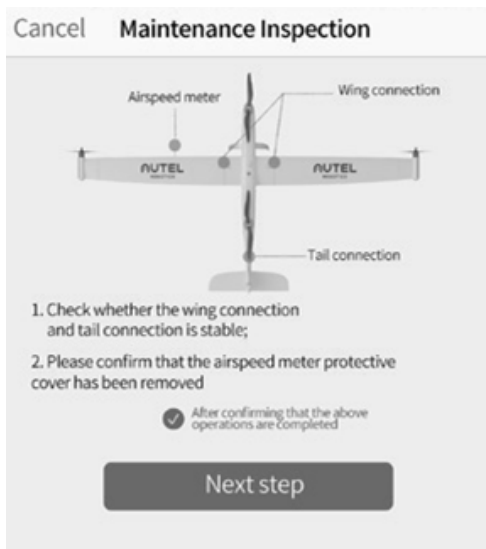 Cancel Maintenance Inspection
Airspeed meter
Wing connection
AUTEL
ROBOTICS
AUTEL
ROBOTICS
Tail connection
1. Check whether the wing connection
and tail connection is stable;
2. Please confirm that the airspeed meter protective
cover has been removed
After confirming that the above
operations are completed
Next step